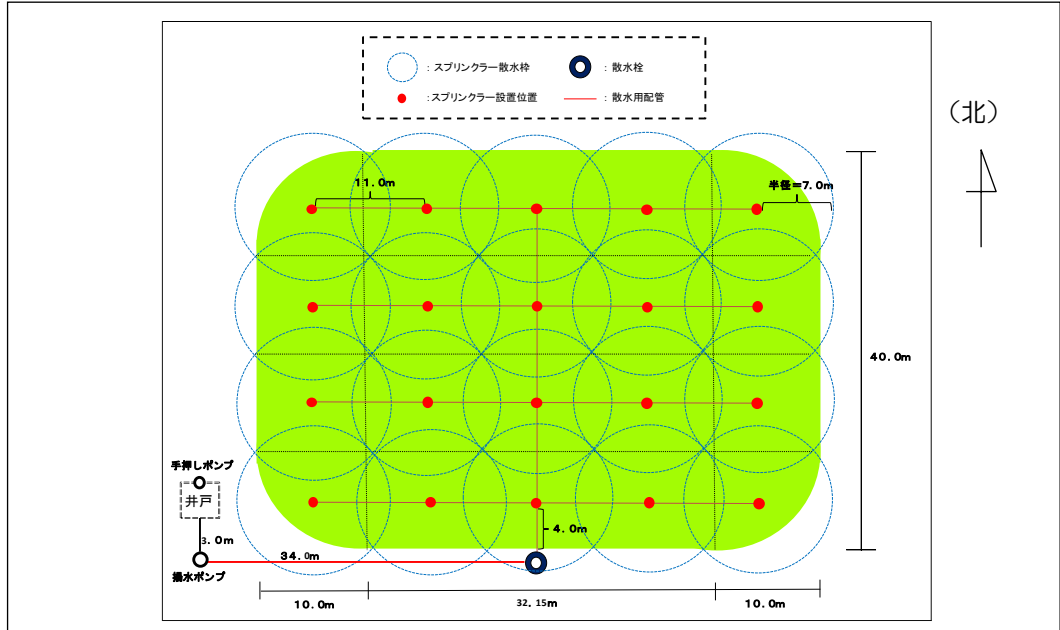 ：スプリンクラー散水枠
：散水栓
：スプリンクラー設置位置
：散水用配管
（北）
11.0m
半径＝7.0m
40.0m
手押しポンプ
井戸
3.0m
揚水ポンプ
34.0m
4.0m
10.0m
32.15m
10.0m